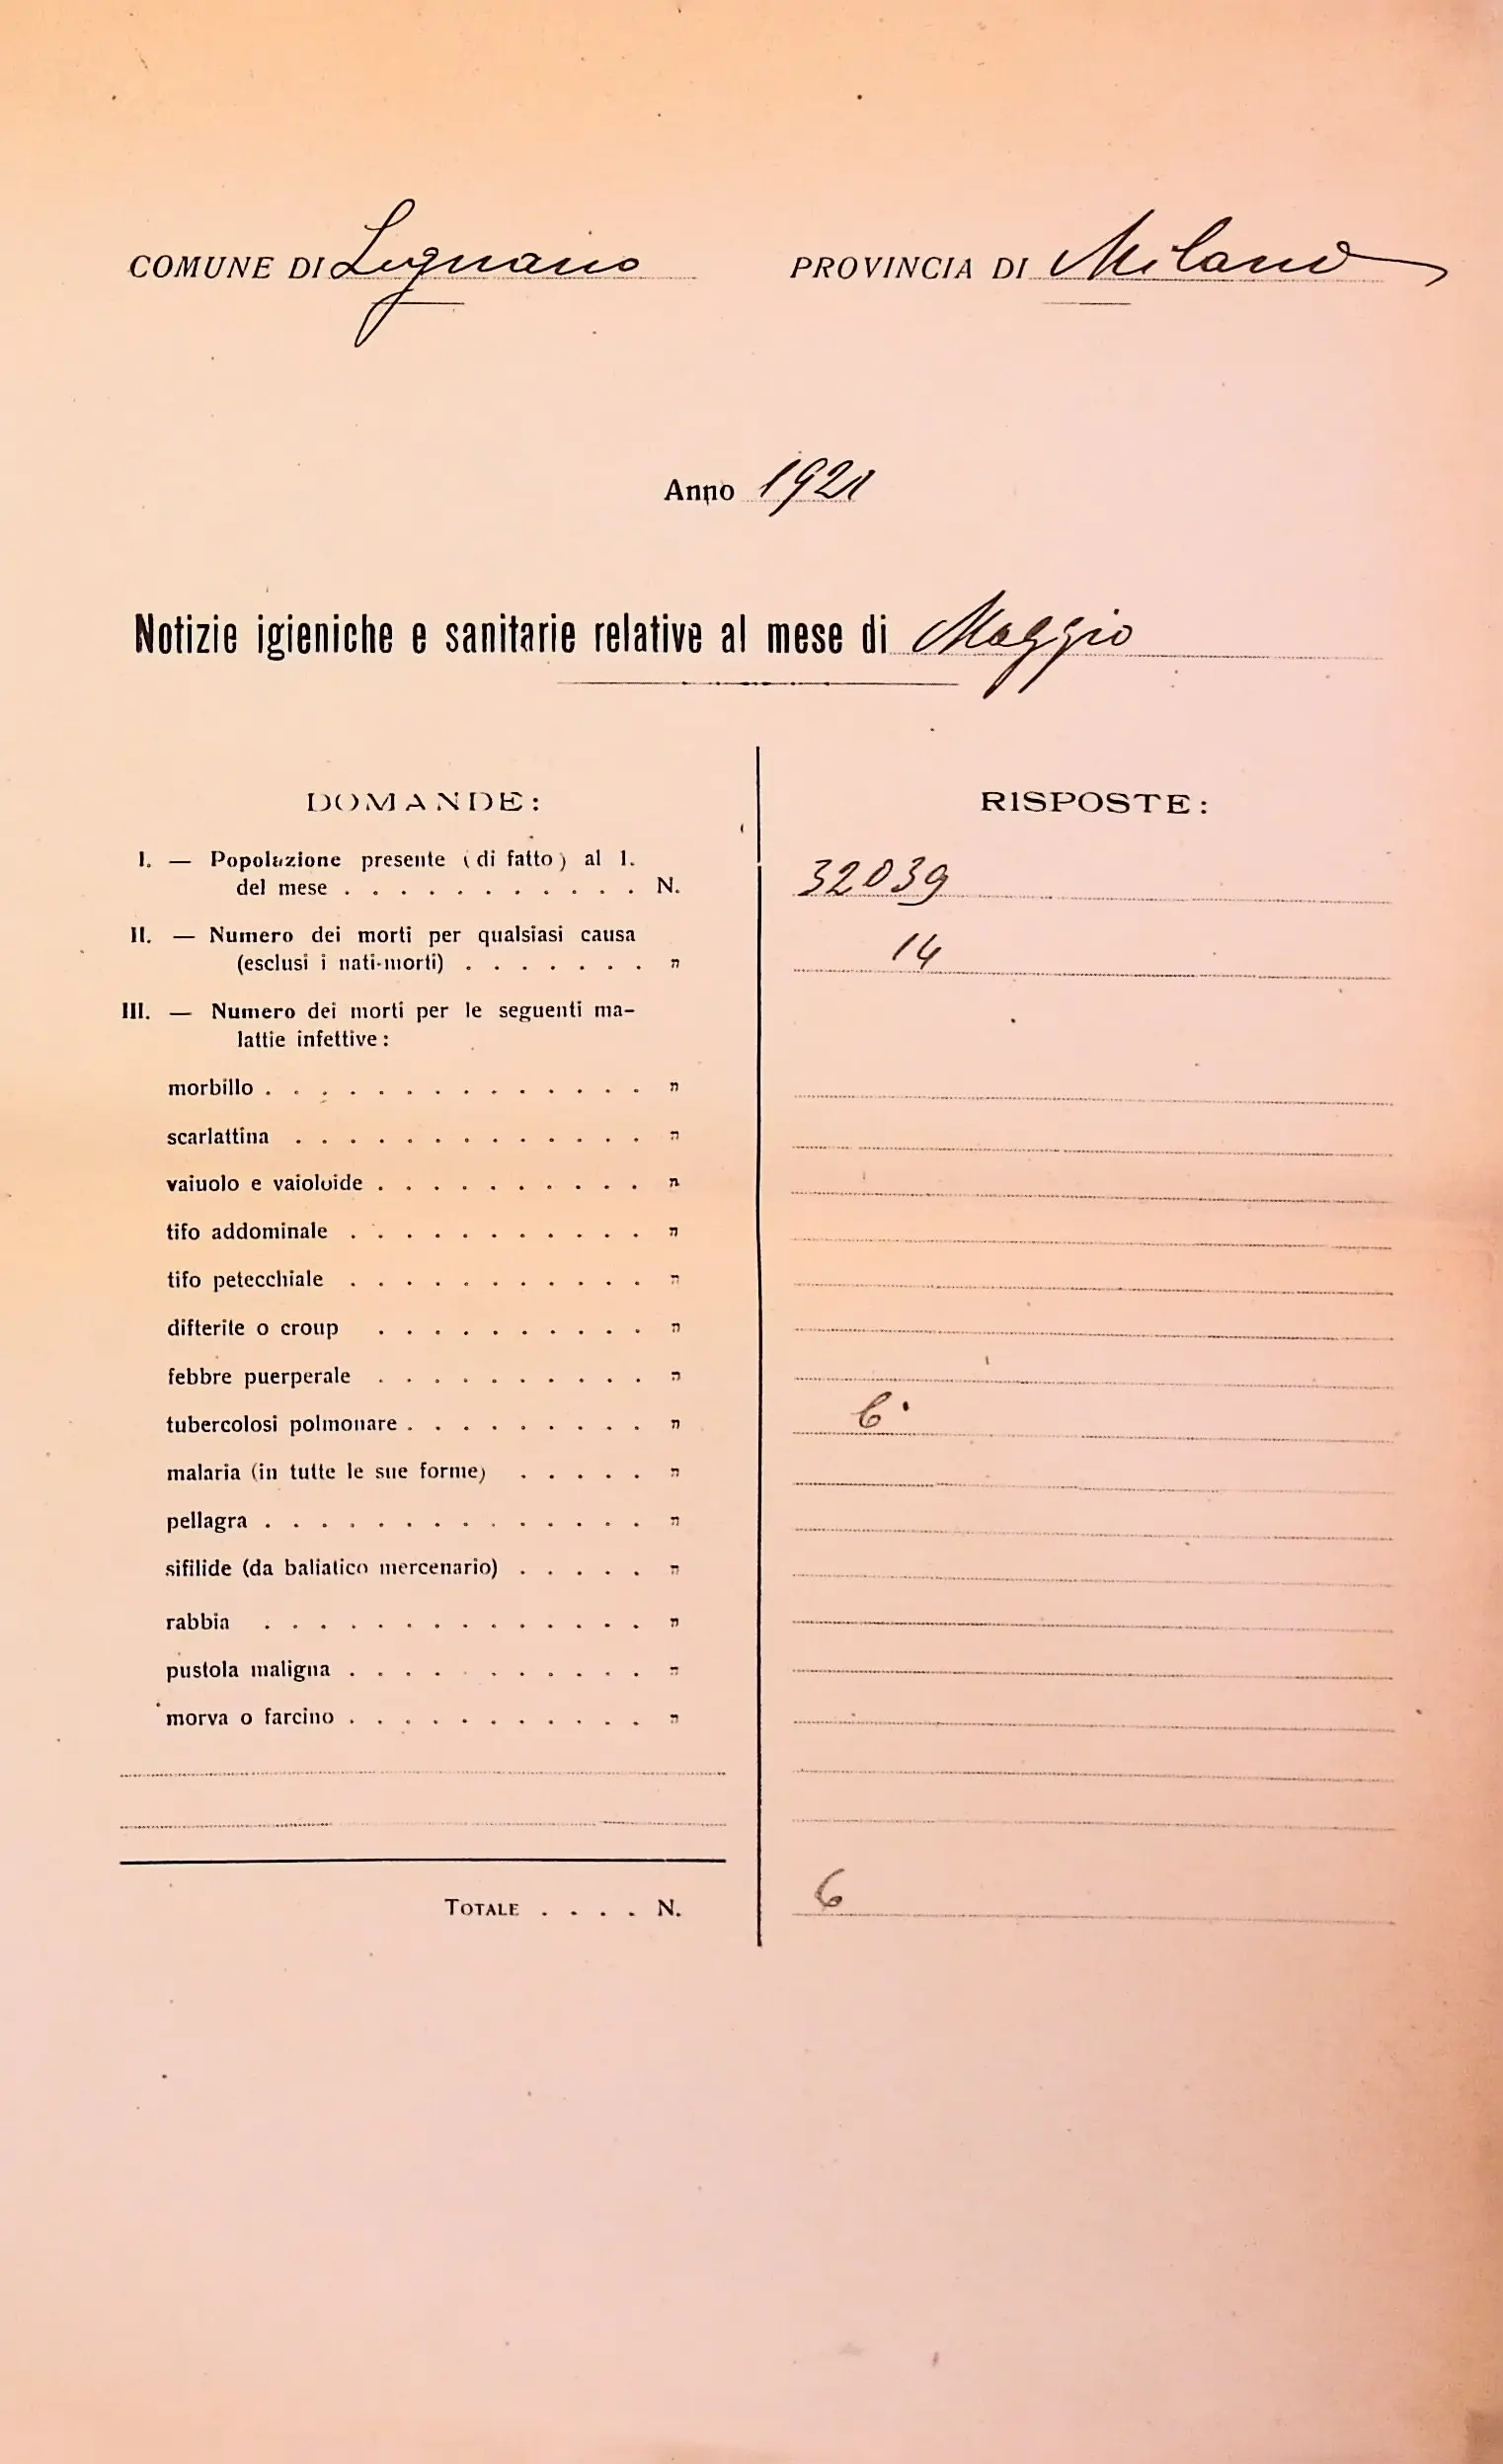 COMUNE DI Legnano PROVINCIA DI Milano
Anno 1921
Notizie igieniche e sanitarie relative al mese di Maggio
DOMANDE: RISPOSTE:
I. — Popolazione presente (di fatto) al 1.
del mese . . . . . . . . . . . N. 32039
II. — Numero dei morti per qualsiasi causa
(esclusi i nati-morti) . . . . . . . " 14
III. — Numero dei morti per le seguenti ma-
lattie infettive:
morbillo . . . . . . . . . . . . . . "
scarlattina . . . . . . . . . . . . . "
vaiuolo e vaioloide . . . . . . . . . . "
tifo addominale . . . . . . . . . . . "
tifo petecchiale . . . . . . . . . . . "
difterite o croup . . . . . . . . . . "
febbre puerperale . . . . . . . . . . "
tubercolosi polmonare . . . . . . . . . " 6
malaria (in tutte le sue forme) . . . . . "
pellagra . . . . . . . . . . . . . . "
sifilide (da baliatico mercenario) . . . . . "
rabbia . . . . . . . . . . . . . . "
pustola maligna . . . . . . . . . . . "
morva o farcino . . . . . . . . . . . "
TOTALE . . . . N. 6